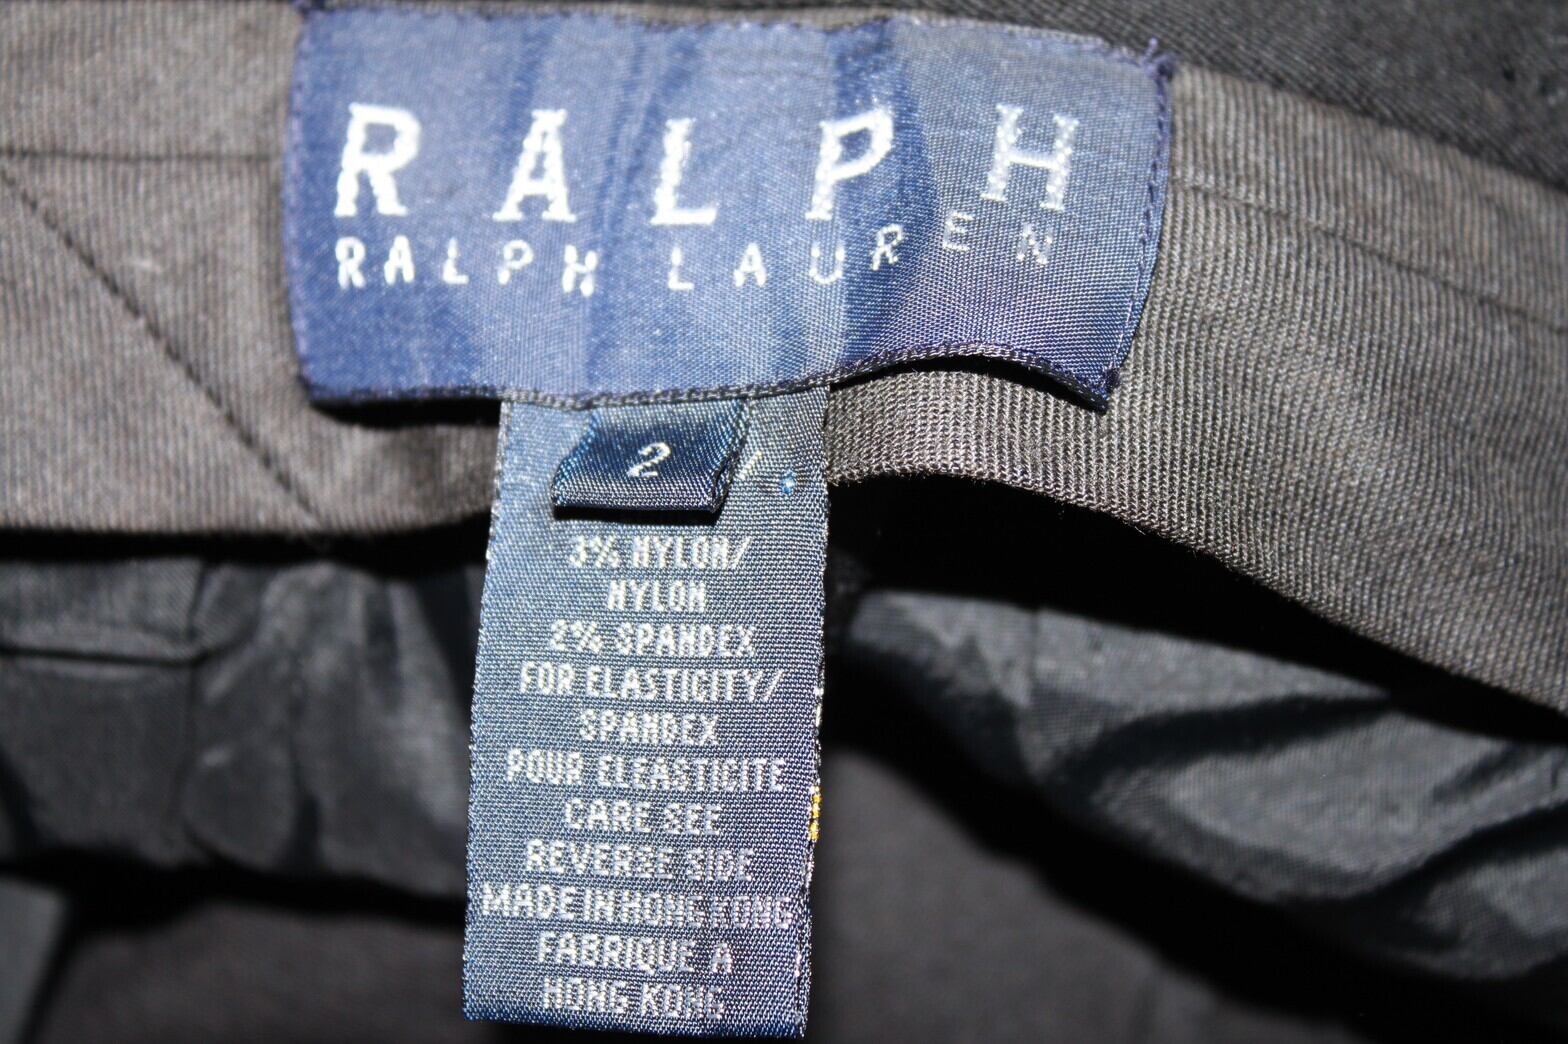 RALPH
RALPH LAUREN
2
3% NYLON/
NYLON
2% SPANDEX
FOR ELASTICITY/
SPANDEX
POUR ELEASTICITE
CARE SEE
REVERSE SIDE
MADE IN HONG KONG
FABRIQUE A
HONG KONG